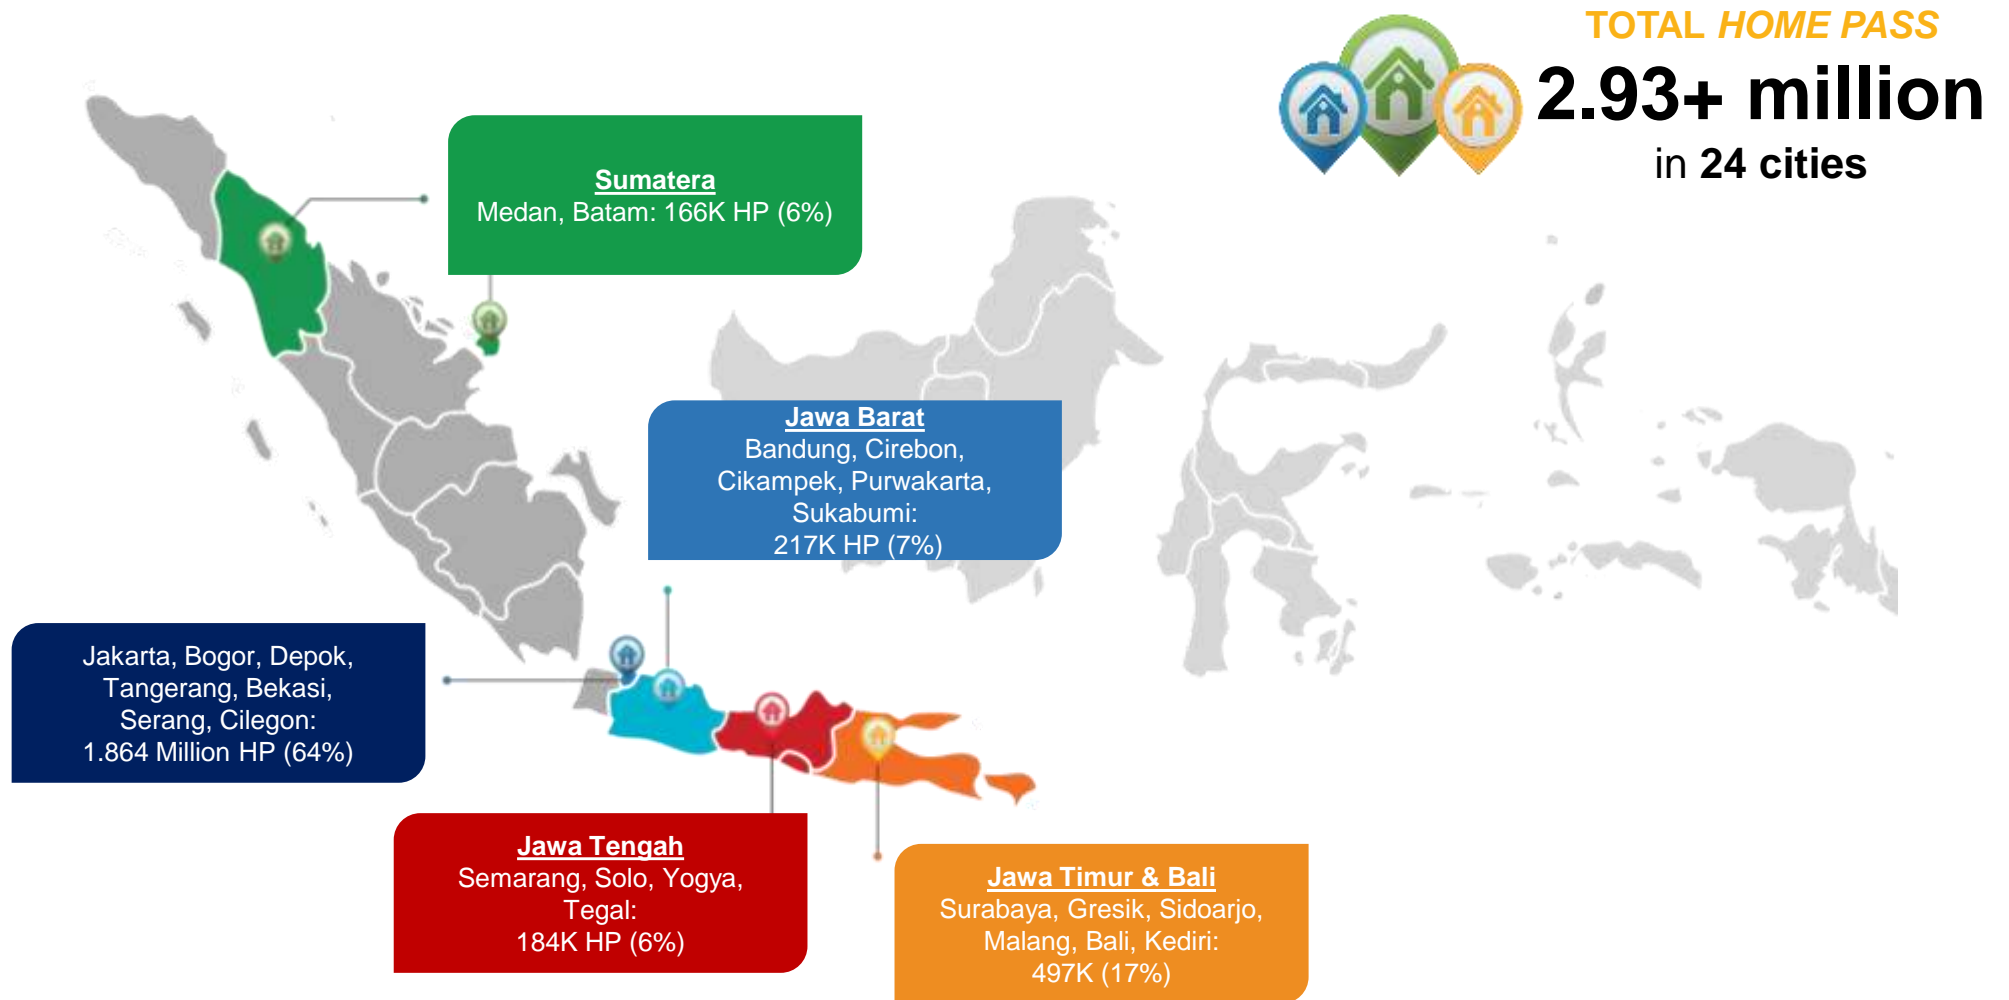 TOTAL HOME PASS
2.93+ million
in 24 cities
Sumatera
Medan, Batam: 166K HP (6%)
Jawa Barat
Bandung, Cirebon,
Cikampek, Purwakarta,
Sukabumi:
217K HP (7%)
Jakarta, Bogor, Depok,
Tangerang, Bekasi,
Serang, Cilegon:
1.864 Million HP (64%)
Jawa Tengah
Semarang, Solo, Yogya,
Tegal:
184K HP (6%)
Jawa Timur & Bali
Surabaya, Gresik, Sidoarjo,
Malang, Bali, Kediri:
497K (17%)